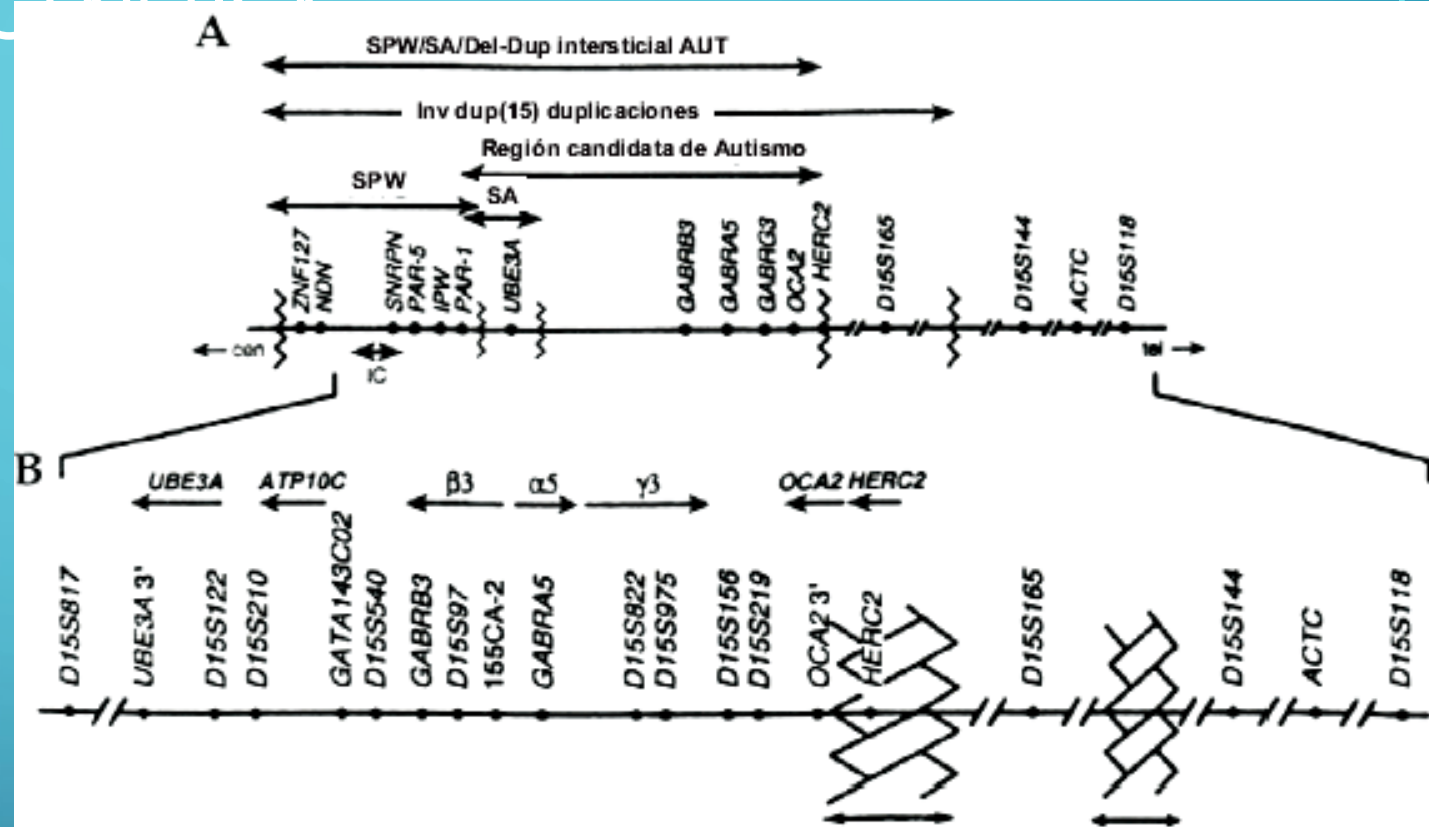 A
SPW/SA/Del-Dup intersticial AUT
Inv dup(15) duplicaciones
Región candidata de Autismo
SPW
SA
ZNF127
NDN
SNRPN
PAR-5
IPW
PAR-1
UBE3A
GABRB3
GABRA5
GABRG3
OCA2
HERC2
D15S165
D15S144
ACTC
D15S118
cen
IC
tel
B
UBE3A
ATP10C
β3
α5
γ3
OCA2
HERC2
D15S817
UBE3A 3'
D15S122
D15S210
GATA143C02
D15S540
GABRB3
D15S97
155CA-2
GABRA5
D15S822
D15S975
D15S156
D15S219
OCA2 3'
HERC2
D15S165
D15S144
ACTC
D15S118